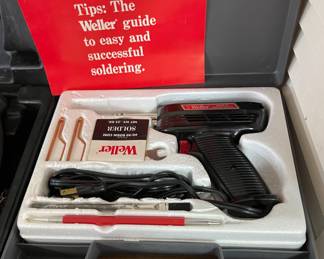 Tips: The
Weller guide
to easy and
successful
soldering.
Weller
Weller
SOLDER